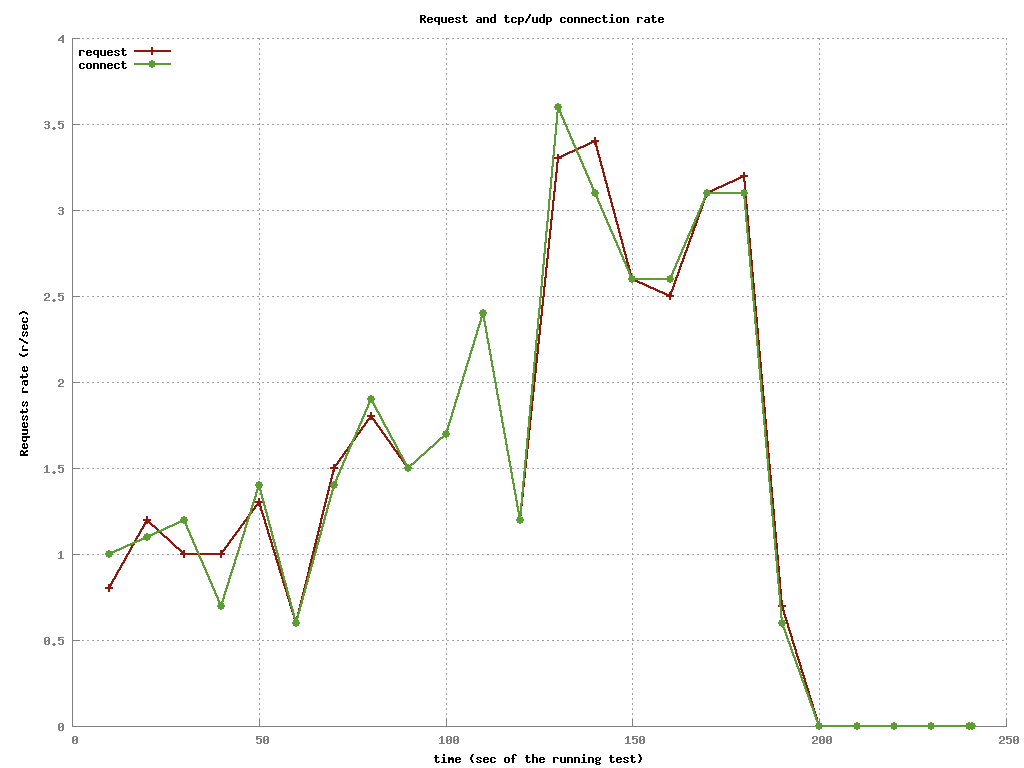 Request and tcp/udp connection rate
4
request
connect
3.5
3
2.5
2
1.5
1
0.5
0
Requests rate (r/sec)
0 50 100 150 200 250
time (sec of the running test)